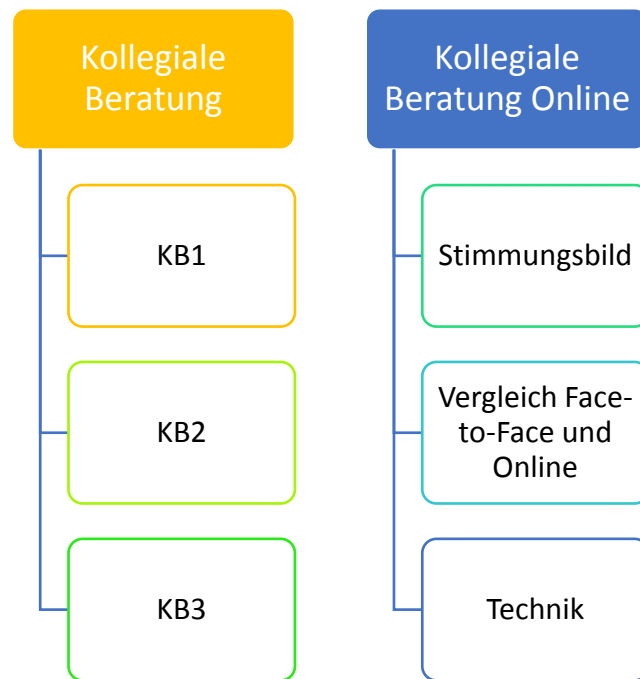 Kollegiale
Beratung
KB1
KB2
KB3
Kollegiale
Beratung Online
Stimmungsbild
Vergleich Face-
to-Face und
Online
Technik